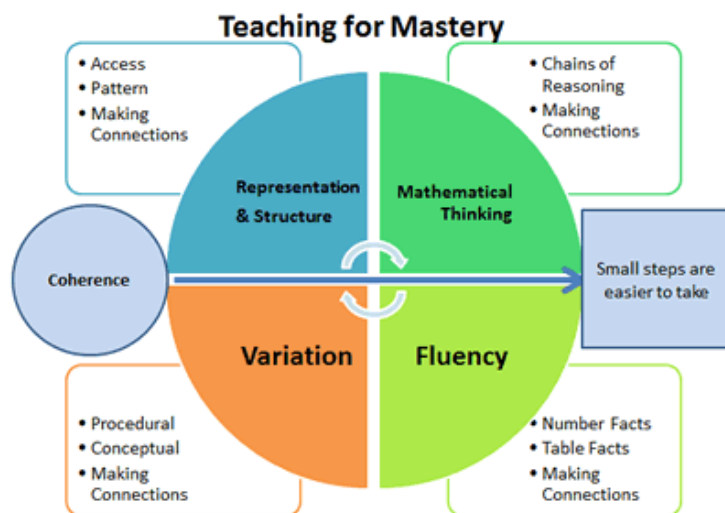 Teaching for Mastery
• Access
• Pattern
• Making
Connections
• Chains of
Reasoning
• Making
Connections
Representation
& Structure
Mathematical
Thinking
Coherence
Small steps are
easier to take
Variation
Fluency
• Procedural
• Conceptual
• Making
Connections
• Number Facts
• Table Facts
• Making
Connections